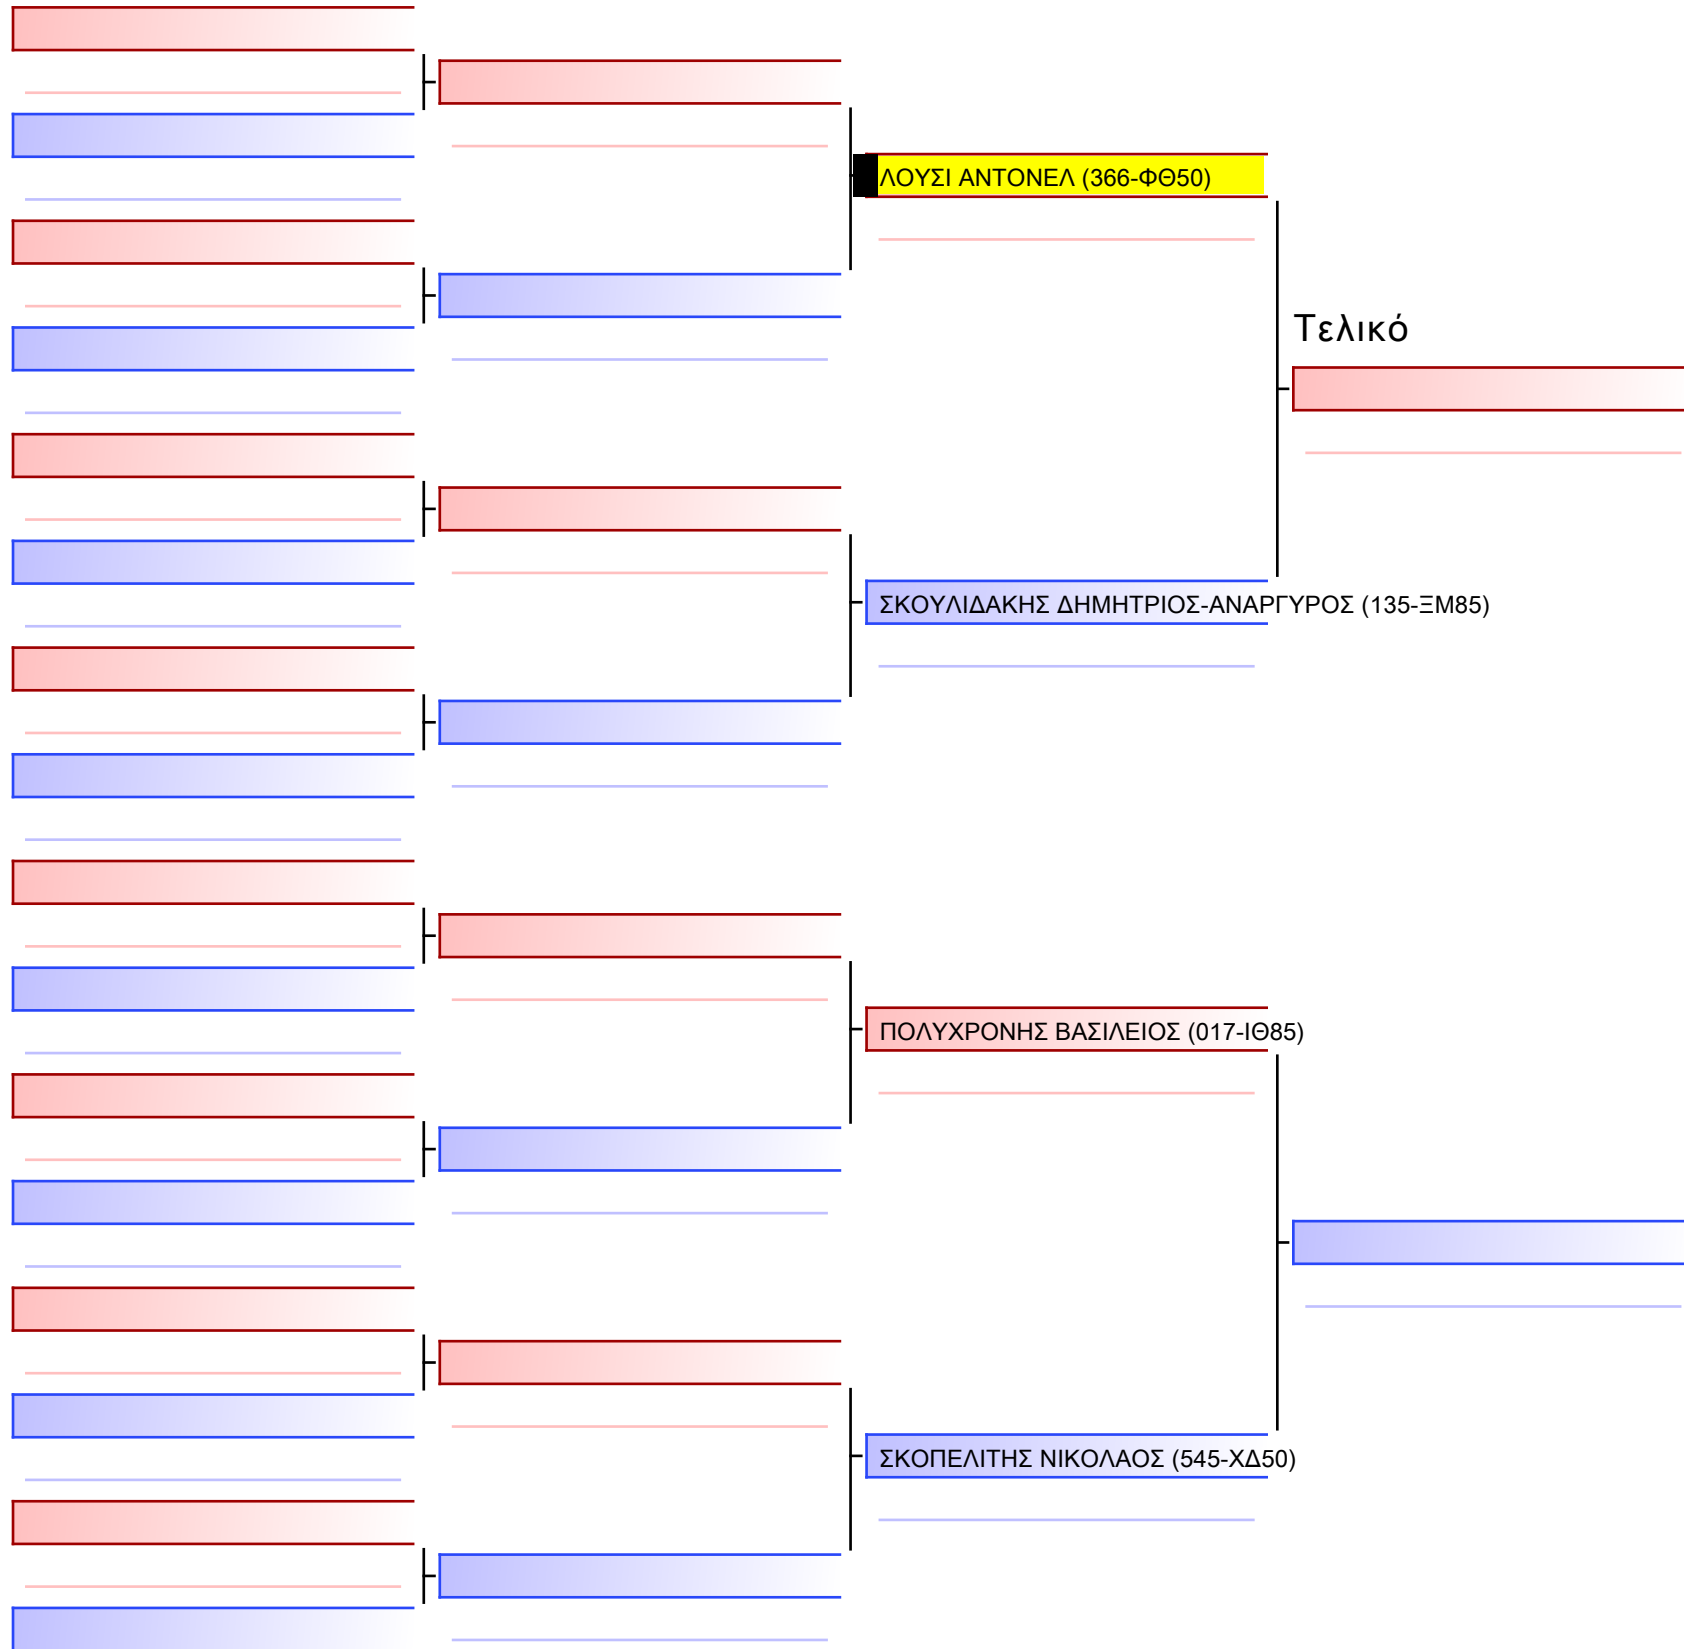 ΛΟΥΣΙ ΑΝΤΟΝΕΛ (366-ΦΘ50)
Τελικό
ΣΚΟΥΛΙΔΑΚΗΣ ΔΗΜΗΤΡΙΟΣ-ΑΝΑΡΓΥΡΟΣ (135-ΞΜ85)
ΠΟΛΥΧΡΟΝΗΣ ΒΑΣΙΛΕΙΟΣ (017-ΙΘ85)
ΣΚΟΠΕΛΙΤΗΣ ΝΙΚΟΛΑΟΣ (545-ΧΔ50)